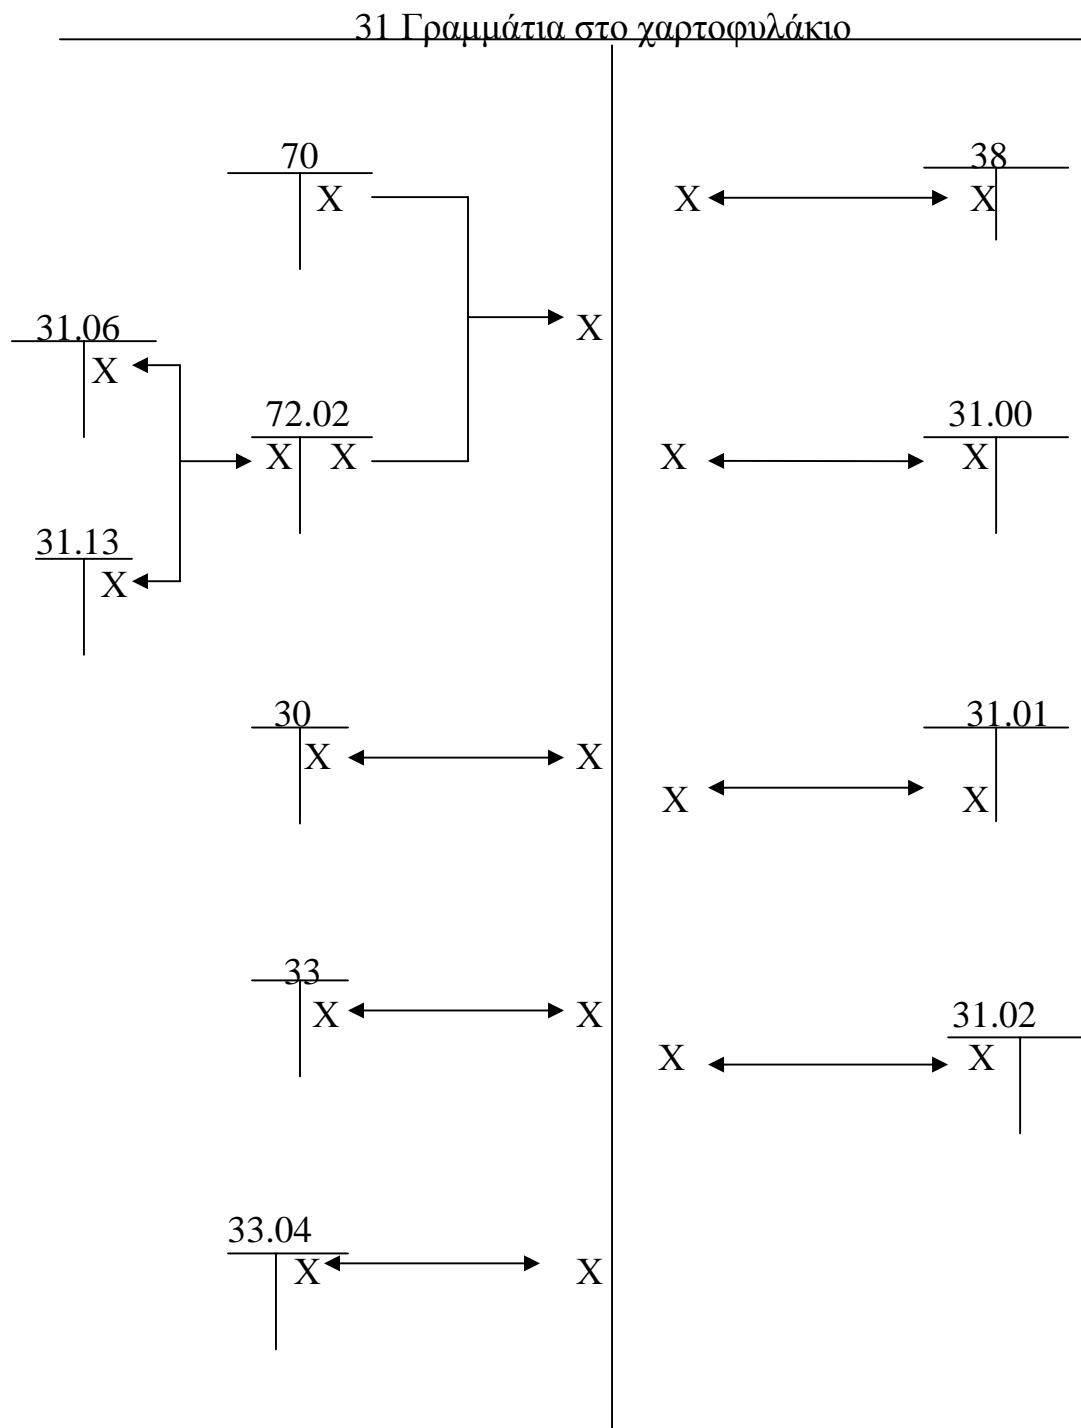 31 Γραμμάτια στο χαρτοφυλάκιο
70 38
X X X
31.06 X
X
72.02 31.00
X X X X
31.13
X
30 31.01
X X
X X
33
X X 31.02
X X
33.04
X X